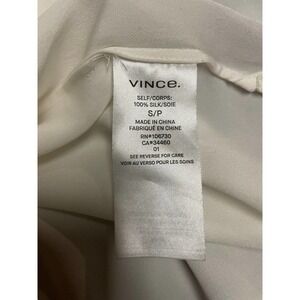 VINCE.
SELF/CORPS:
100% SILK/SOIE
S/P
MADE IN CHINA
FABRIQUÉ EN CHINE
RN#106730
CA#34460
01
SEE REVERSE FOR CARE
VOIR AU VERSO POUR LES SOINS